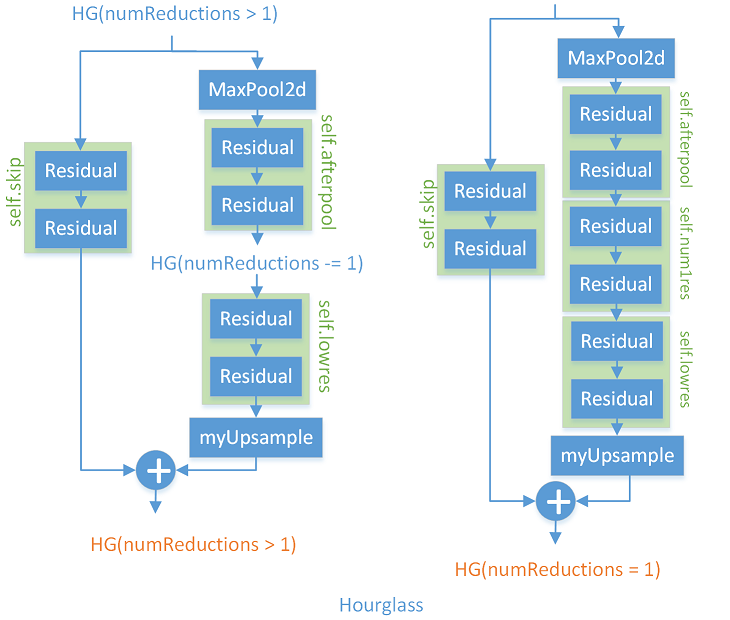 HG(numReductions > 1)
MaxPool2d
self.skip
Residual
Residual
self.afterpool
Residual
Residual
HG(numReductions -= 1)
self.lowres
Residual
Residual
myUpsample
+
HG(numReductions > 1)
MaxPool2d
self.skip
Residual
Residual
self.afterpool
Residual
Residual
self.num1res
Residual
Residual
self.lowres
Residual
Residual
myUpsample
+
HG(numReductions = 1)
Hourglass